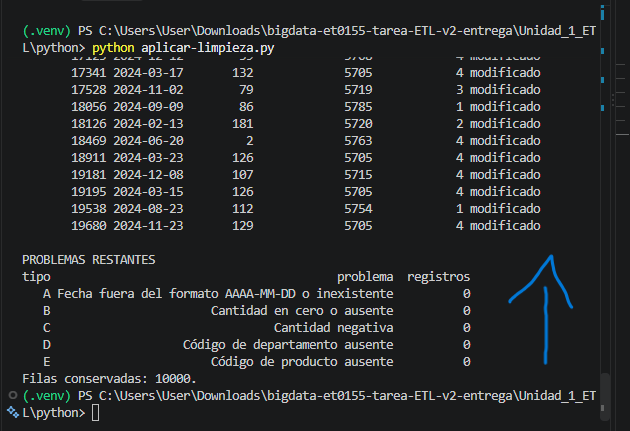 (.venv) PS C:\Users\User\Downloads\bigdata-et0155-tarea-ETL-v2-entrega\Unidad_1_ET
L\python> python aplicar-limpieza.py
17341 2024-03-17 132 5705 4 modificado
17528 2024-11-02 79 5719 3 modificado
18056 2024-09-09 86 5785 1 modificado
18126 2024-02-13 181 5720 2 modificado
18469 2024-06-20 2 5763 4 modificado
18911 2024-03-23 126 5705 4 modificado
19181 2024-12-08 107 5715 4 modificado
19195 2024-03-15 126 5705 4 modificado
19538 2024-08-23 112 5754 1 modificado
19680 2024-11-23 129 5705 4 modificado
PROBLEMAS RESTANTES
tipo problema registros
A Fecha fuera del formato AAAA-MM-DD o inexistente 0
B Cantidad en cero o ausente 0
C Cantidad negativa 0
D Código de departamento ausente 0
E Código de producto ausente 0
Filas conservadas: 10000.
(.venv) PS C:\Users\User\Downloads\bigdata-et0155-tarea-ETL-v2-entrega\Unidad_1_ET
L\python>